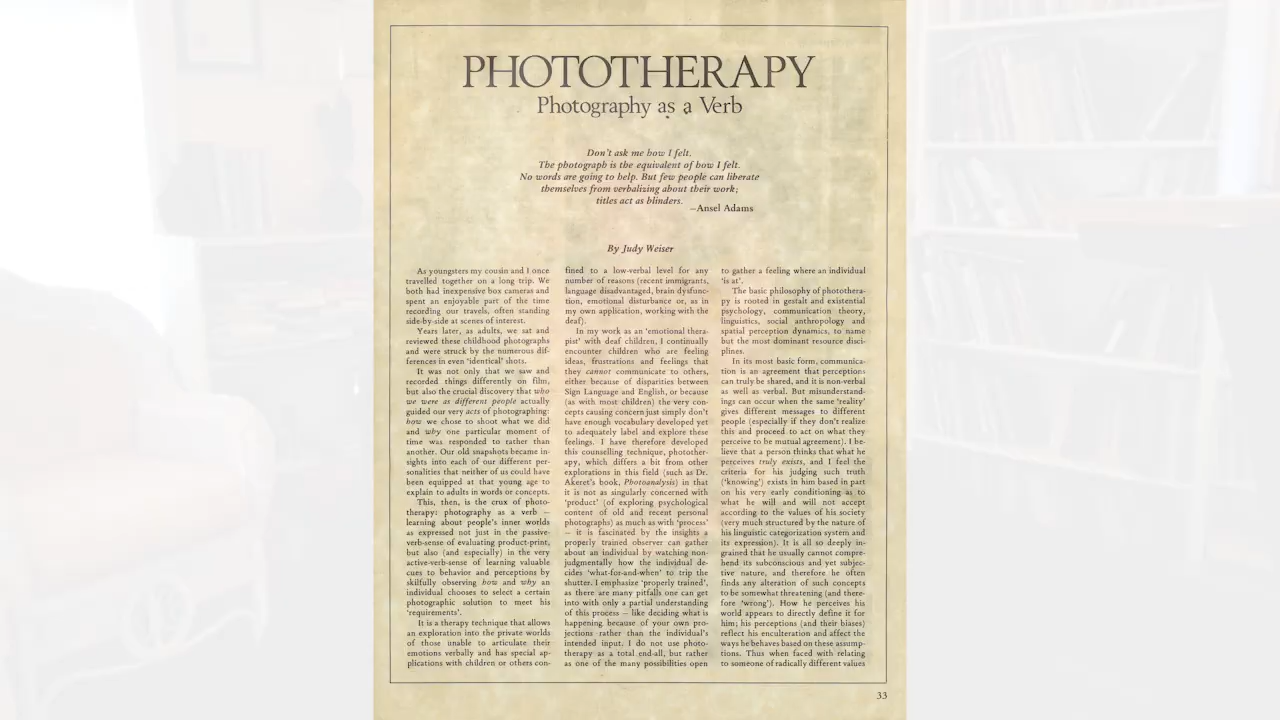 PHOTOTHERAPY
Photography as a Verb
Don't ask me how I felt.
The photograph is the equivalent of how I felt.
No words are going to help. But few people can liberate
themselves from verbalizing about their work;
titles act as blinders.
—Ansel Adams
By Judy Weiser
As youngsters my cousin and I once
travelled together on a long trip. We
both had inexpensive box cameras and
spent an enjoyable part of the time
recording our travels, often standing
side-by-side at scenes of interest.
Years later, as adults, we sat and
reviewed these childhood photographs
and were struck by the numerous dif-
ferences in even 'identical' shots.
It was not only that we saw and
recorded things differently on film,
but also the crucial discovery that who
we were as different people actually
guided our very acts of photographing:
how we chose to shoot what we did
and why one particular moment of
time was responded to rather than
another. Our old snapshots became in-
sights into each of our different per-
sonalities that neither of us could have
been equipped at that young age to
explain to adults in words or concepts.
This, then, is the crux of photo-
therapy: photography as a verb —
learning about people's inner worlds
as expressed not just in the passive-
verb-sense of evaluating product-print,
but also (and especially) in the very
active-verb-sense of learning valuable
cues to behavior and perceptions by
skilfully observing how and why an
individual chooses to select a certain
photographic solution to meet his
'requirements'.
It is a therapy technique that allows
an exploration into the private worlds
of those unable to articulate their
emotions verbally and has special ap-
plications with children or others con-
fined to a low-verbal level for any
number of reasons (recent immigrants,
language disadvantaged, brain dysfunc-
tion, emotional disturbance or, as in
my own application, working with the
deaf).
In my work as an 'emotional thera-
pist' with deaf children, I continually
encounter children who are feeling
ideas, frustrations and feelings that
they cannot communicate to others,
either because of disparities between
Sign Language and English, or because
(as with most children) the very con-
cepts causing concern just simply don't
have enough vocabulary developed yet
to adequately label and explore these
feelings. I have therefore developed
this counselling technique, photother-
apy, which differs a bit from other
explorations in this field (such as Dr.
Akeret's book, Photoanalysis) in that
it is not as singularly concerned with
'product' (of exploring psychological
content of old and recent personal
photographs) as much as with 'process'
— it is fascinated by the insights a
properly trained observer can gather
about an individual by watching non-
judgmentally how the individual de-
cides 'what-for-and-when' to trip the
shutter. I emphasize 'properly trained',
as there are many pitfalls one can get
into with only a partial understanding
of this process — like deciding what is
happening because of your own pro-
jections rather than the individual's
intended input. I do not use photo-
therapy as a total end-all, but rather
as one of the many possibilities open
to gather a feeling where an individual
'is at'.
The basic philosophy of photothera-
py is rooted in gestalt and existential
psychology, communication theory,
linguistics, social anthropology and
spatial perception dynamics, to name
but the most dominant resource disci-
plines.
In its most basic form, communica-
tion is an agreement that perceptions
can truly be shared, and it is non-verbal
as well as verbal. But misunderstand-
ings can occur when the same 'reality'
gives different messages to different
people (especially if they don't realize
this and proceed to act on what they
perceive to be mutual agreement). I be-
lieve that a person thinks that what he
perceives truly exists, and I feel the
criteria for his judging such truth
('knowing') exists in him based in part
on his very early conditioning as to
what he will and will not accept
according to the values of his society
(very much structured by the nature of
his linguistic categorization system and
its expression). It is all so deeply in-
grained that he usually cannot compre-
hend its subconscious and yet subjec-
tive nature, and therefore he often
finds any alteration of such concepts
to be somewhat threatening (and there-
fore 'wrong'). How he perceives his
world appears to directly define it for
him; his perceptions (and their biases)
reflect his enculturation and affect the
ways he behaves based on these assump-
tions. Thus when faced with relating
to someone of radically different values
33